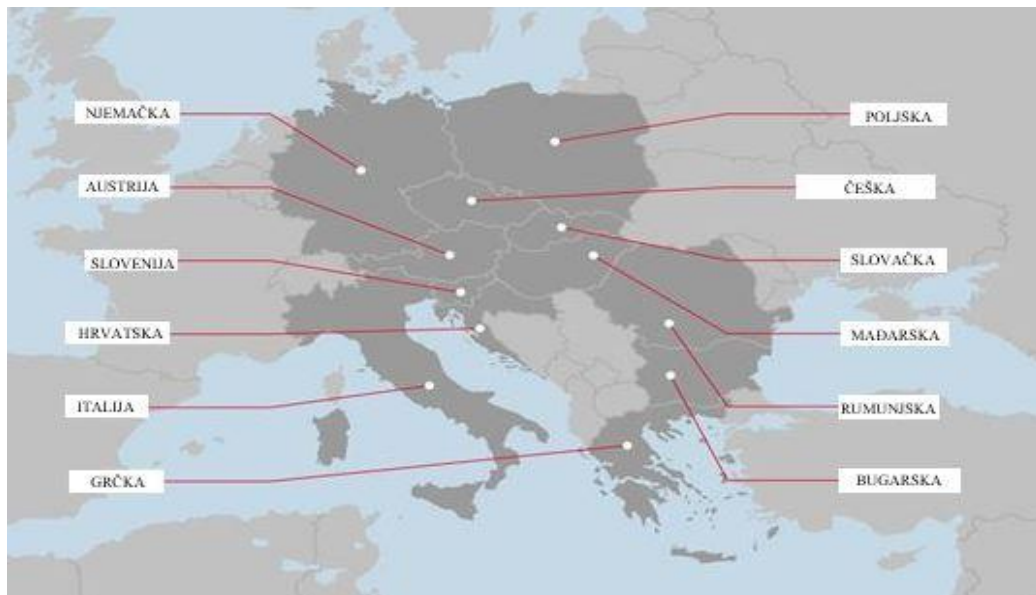 NJEMAČKA
AUSTRIJA
SLOVENIJA
HRVATSKA
ITALIJA
GRČKA
POLJSKA
ČEŠKA
SLOVAČKA
MAĐARSKA
RUMUNJSKA
BUGARSKA